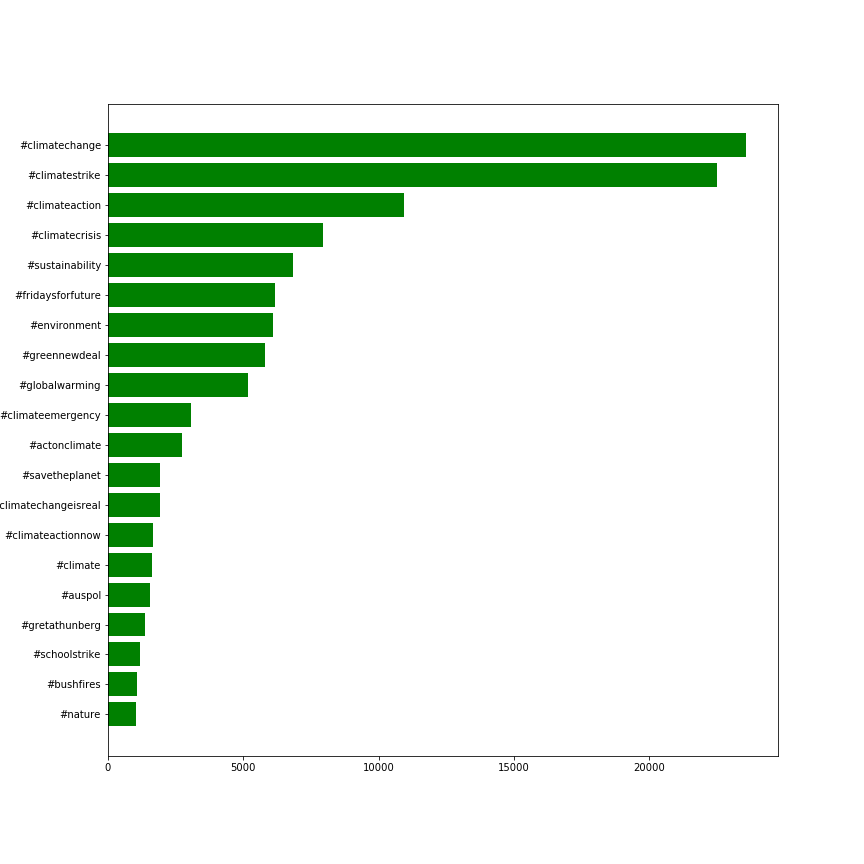 #climatechange
#climatestrike
#climateaction
#climatecrisis
#sustainability
#fridaysforfuture
#environment
#greennewdeal
#globalwarming
#climateemergency
#actonclimate
#savetheplanet
climatechangeisreal
#climateactionnow
#climate
#auspol
#gretathunberg
#schoolstrike
#bushfires
#nature
0 5000 10000 15000 20000